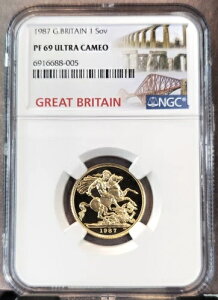 1987 G.BRITAIN 1 Sov
PF 69 ULTRA CAMEO
6916688-005
GREAT BRITAIN
NGC
1987